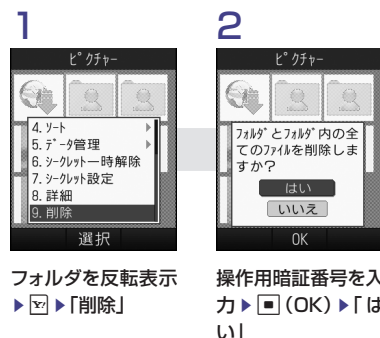 1
ピクチャー
4. ソート
5. データ管理
6. シークレット一時解除
7. シークレット設定
8. 詳細
9. 削除
選択
フォルダを反転表示
▶ Y! ▶「削除」
2
ピクチャー
フォルダとフォルダ内の全
てのファイルを削除しま
すか?
はい
いいえ
OK
操作用暗証番号を入
力▶ ■ (OK) ▶「は
い」